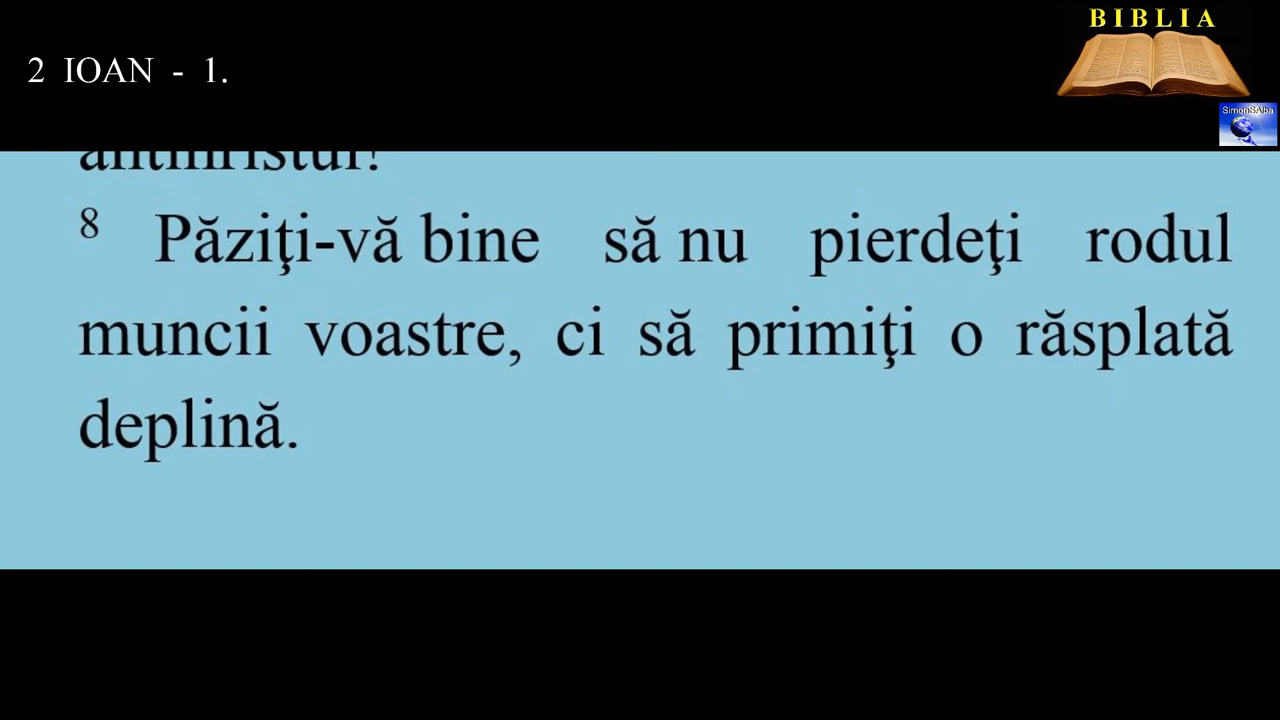 BIBLIA
2 IOAN - 1.
SimonSAlba
antihristul!
8 Păziţi-vă bine să nu pierdeţi rodul
muncii voastre, ci să primiţi o răsplată
deplină.